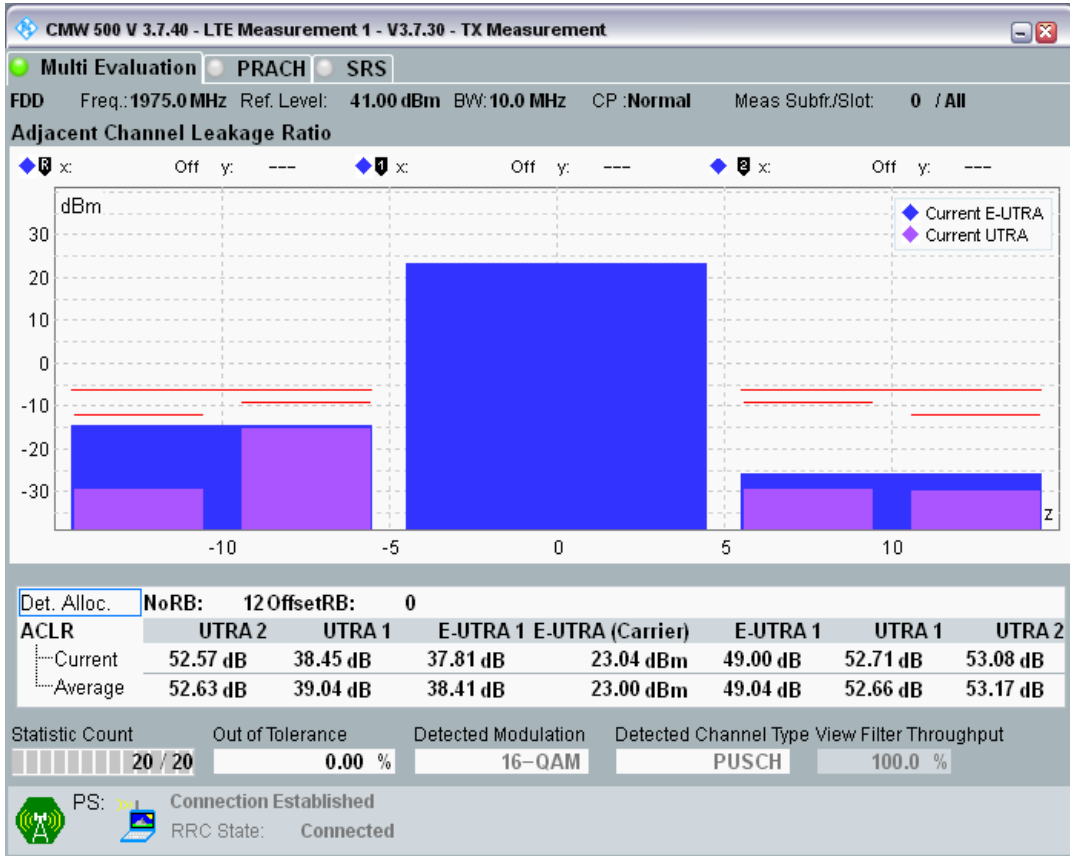 CMW 500 V 3.7.40 - LTE Measurement 1 - V3.7.30 - TX Measurement
Multi Evaluation PRACH SRS
FDD Freq.: 1975.0 MHz Ref. Level: 41.00 dBm BW: 10.0 MHz CP :Normal Meas Subfr./Slot: 0 / All
Adjacent Channel Leakage Ratio
R x: Off y: --- 1 x: Off y: --- 2 x: Off y: ---
dBm
Current E-UTRA
Current UTRA
30
20
10
0
-10
-20
-30
z
-10 -5 0 5 10
Det. Alloc. NoRB: 12 OffsetRB: 0
ACLR UTRA 2 UTRA 1 E-UTRA 1 E-UTRA (Carrier) E-UTRA 1 UTRA 1 UTRA 2
Current 52.57 dB 38.45 dB 37.81 dB 23.04 dBm 49.00 dB 52.71 dB 53.08 dB
Average 52.63 dB 39.04 dB 38.41 dB 23.00 dBm 49.04 dB 52.66 dB 53.17 dB
Statistic Count Out of Tolerance Detected Modulation Detected Channel Type View Filter Throughput
20 / 20 0.00 % 16-QAM PUSCH 100.0 %
PS: Connection Established
RRC State: Connected